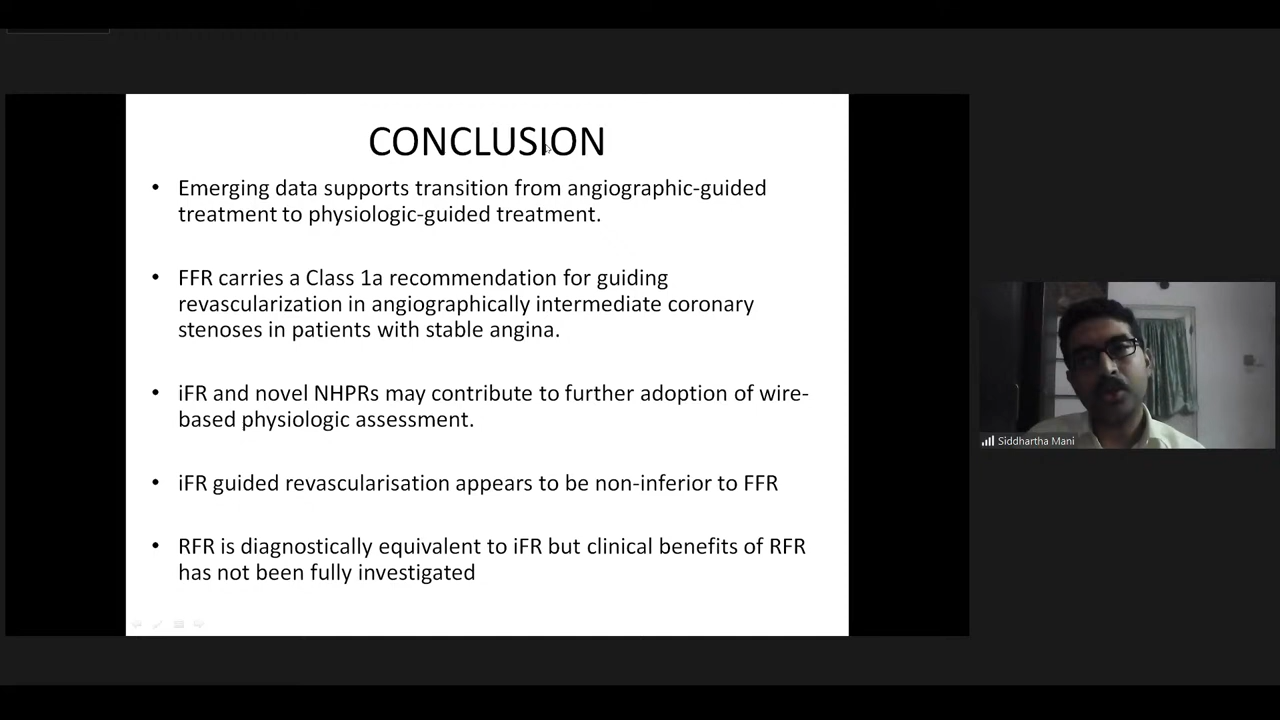 CONCLUSION
• Emerging data supports transition from angiographic-guided
treatment to physiologic-guided treatment.
• FFR carries a Class 1a recommendation for guiding
revascularization in angiographically intermediate coronary
stenoses in patients with stable angina.
• iFR and novel NHPRs may contribute to further adoption of wire-
based physiologic assessment.
• iFR guided revascularisation appears to be non-inferior to FFR
• RFR is diagnostically equivalent to iFR but clinical benefits of RFR
has not been fully investigated
Siddhartha Mani